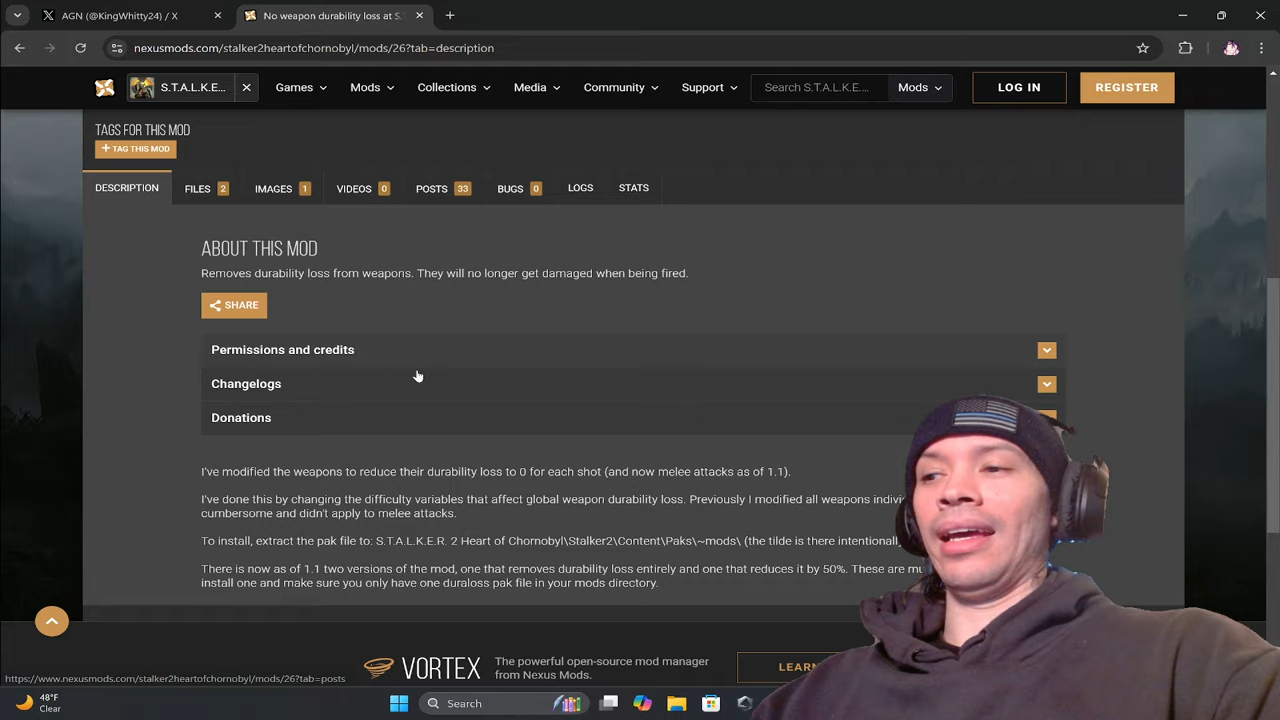 AGN (@KingWhitty24) / X
No weapon durability loss at S.T
nexusmods.com/stalker2heartofchornobyl/mods/26?tab=description
S.T.A.L.K.E...
Games
Mods
Collections
Media
Community
Support
Search S.T.A.L.K.E...
Mods
LOG IN
REGISTER
TAGS FOR THIS MOD
+ TAG THIS MOD
DESCRIPTION
FILES 2
IMAGES 1
VIDEOS 0
POSTS 33
BUGS 0
LOGS
STATS
ABOUT THIS MOD
Removes durability loss from weapons. They will no longer get damaged when being fired.
SHARE
Permissions and credits
Changelogs
Donations
I've modified the weapons to reduce their durability loss to 0 for each shot (and now melee attacks as of 1.1).
I've done this by changing the difficulty variables that affect global weapon durability loss. Previously I modified all weapons
cumbersome and didn't apply to melee attacks.
To install, extract the pak file to: S.T.A.L.K.E.R. 2 Heart of Chornobyl\Stalker2\Content\Paks\~mods\ (the tilde is there intentionally
There is now as of 1.1 two versions of the mod, one that removes durability loss entirely and one that reduces it by 50%. These are
install one and make sure you only have one duraloss pak file in your mods directory.
VORTEX
The powerful open-source mod manager
from Nexus Mods.
LEARN
https://www.nexusmods.com/stalker2heartofchornobyl/mods/26?tab=posts
48°F
Clear
Search